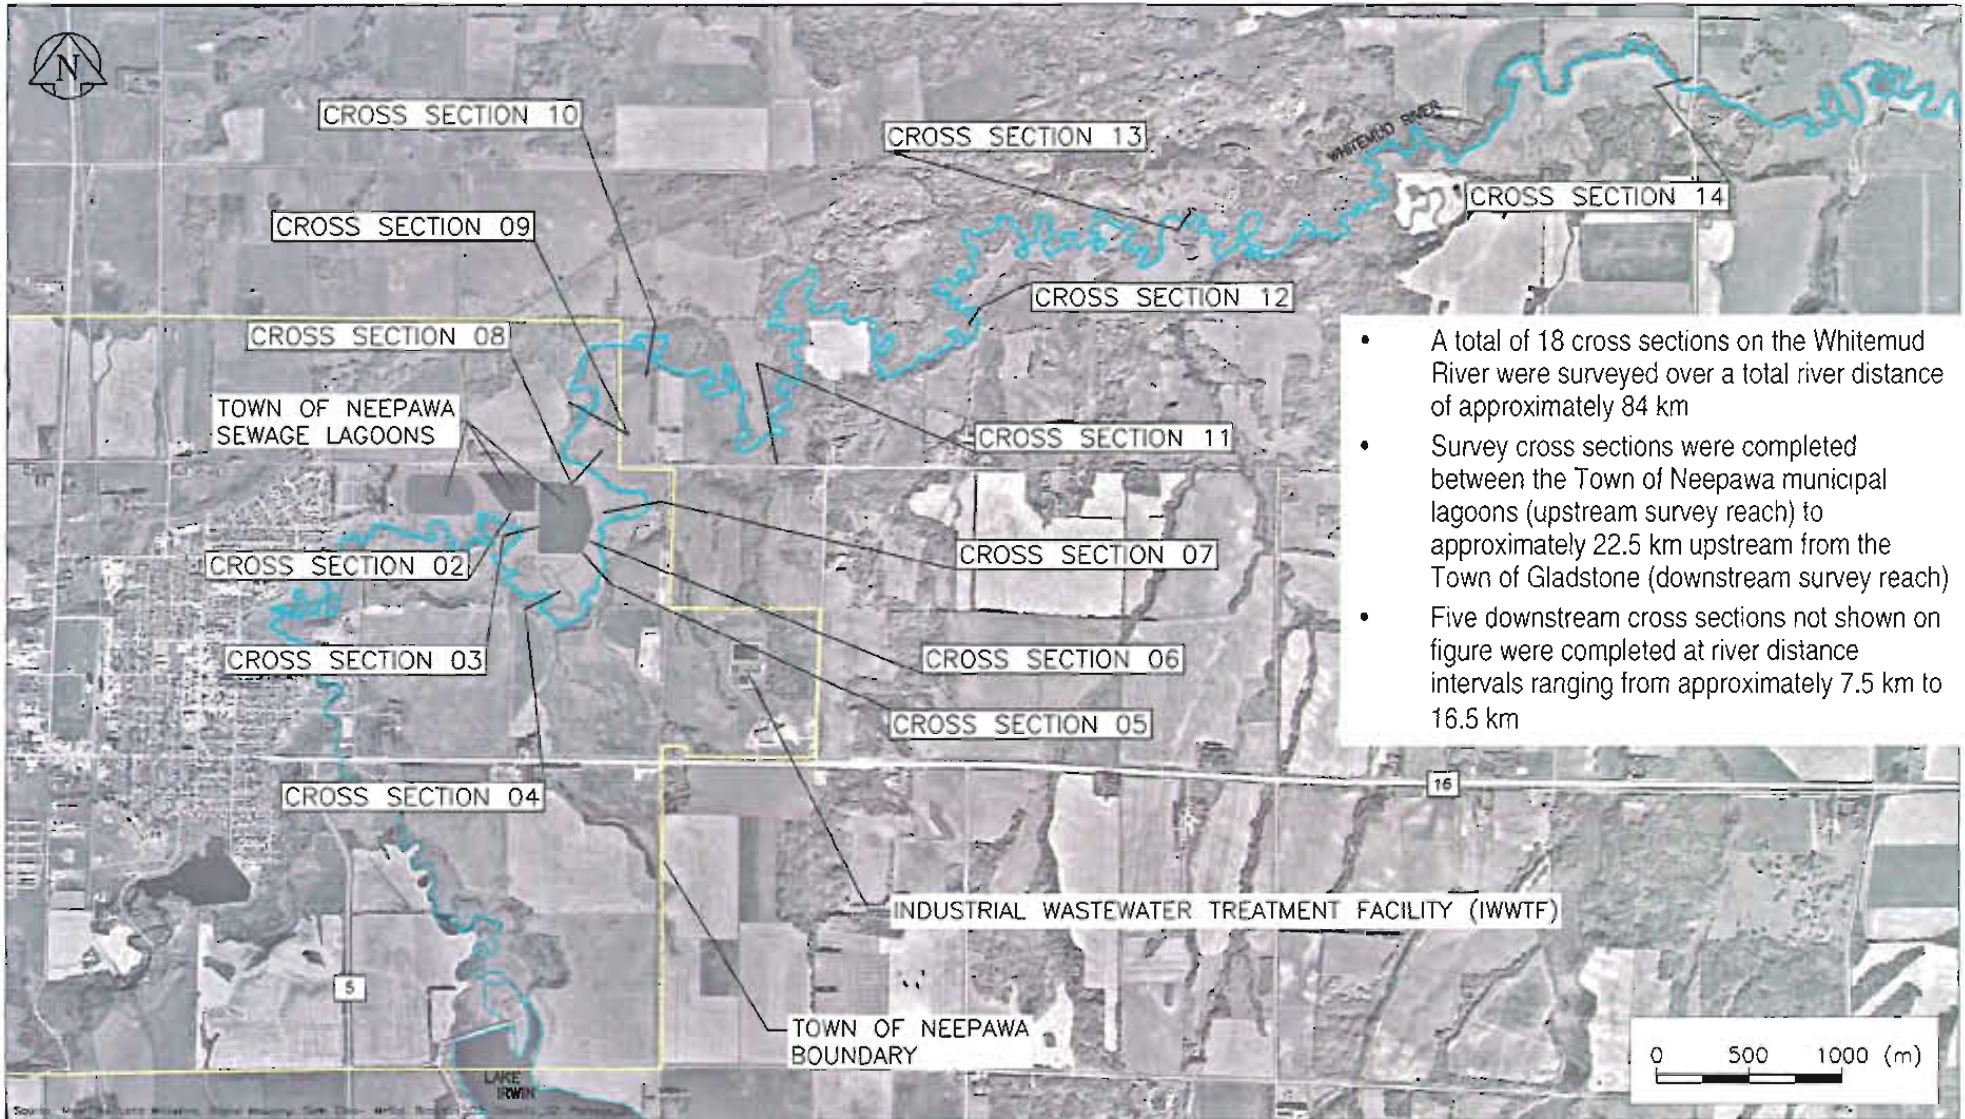 N
CROSS SECTION 10
CROSS SECTION 13
WHITEMUD RIVER
CROSS SECTION 14
CROSS SECTION 09
CROSS SECTION 12
CROSS SECTION 08
TOWN OF NEEPAWA
SEWAGE LAGOONS
CROSS SECTION 11
CROSS SECTION 02
CROSS SECTION 07
CROSS SECTION 03
CROSS SECTION 06
CROSS SECTION 05
CROSS SECTION 04
• A total of 18 cross sections on the Whitemud
River were surveyed over a total river distance
of approximately 84 km
• Survey cross sections were completed
between the Town of Neepawa municipal
lagoons (upstream survey reach) to
approximately 22.5 km upstream from the
Town of Gladstone (downstream survey reach)
• Five downstream cross sections not shown on
figure were completed at river distance
intervals ranging from approximately 7.5 km to
16.5 km
16
INDUSTRIAL WASTEWATER TREATMENT FACILITY (IWWTF)
5
TOWN OF NEEPAWA
BOUNDARY
LAKE
IRWIN
0 500 1000 (m)